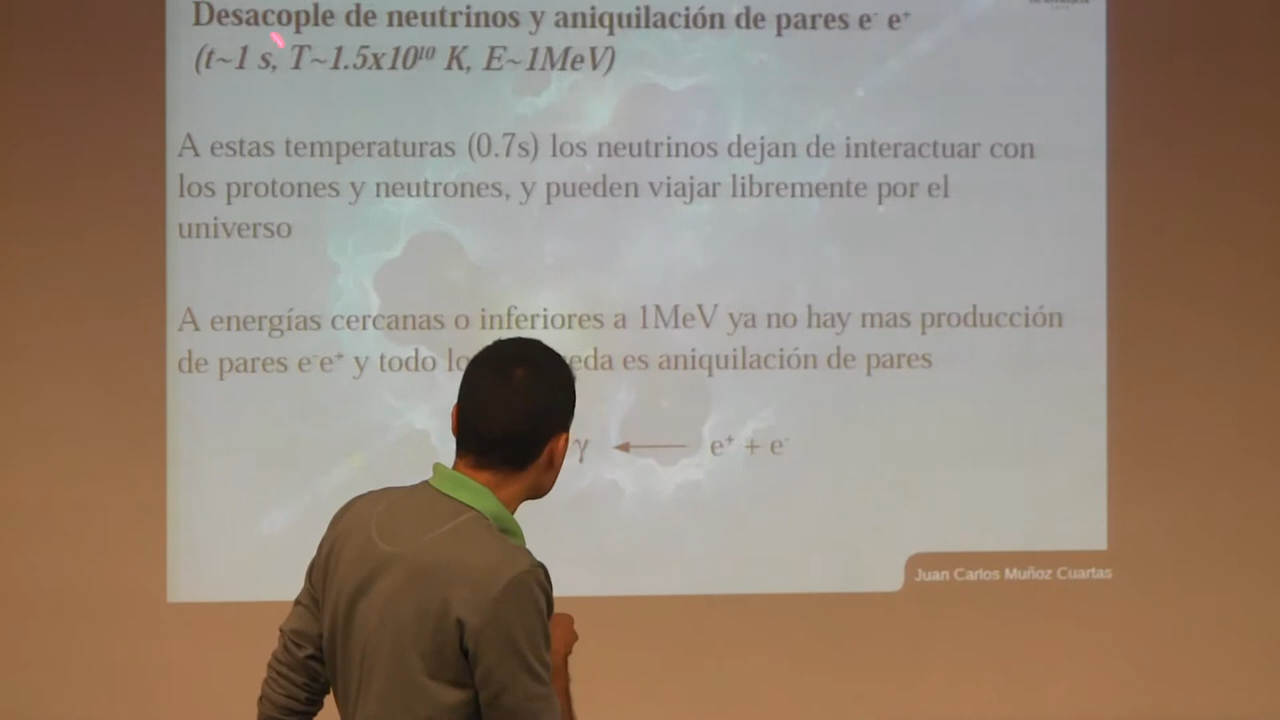 Desacople de neutrinos y aniquilación de pares e⁻ e⁺
(t~1 s, T~1.5x10¹⁰ K, E~1MeV)
A estas temperaturas (0.7s) los neutrinos dejan de interactuar con
los protones y neutrones, y pueden viajar libremente por el
universo
A energías cercanas o inferiores a 1MeV ya no hay mas producción
de pares e⁻e⁺ y todo eda es aniquilación de pares
γ ← e⁺ + e⁻
Juan Carlos Muñoz Cuartas